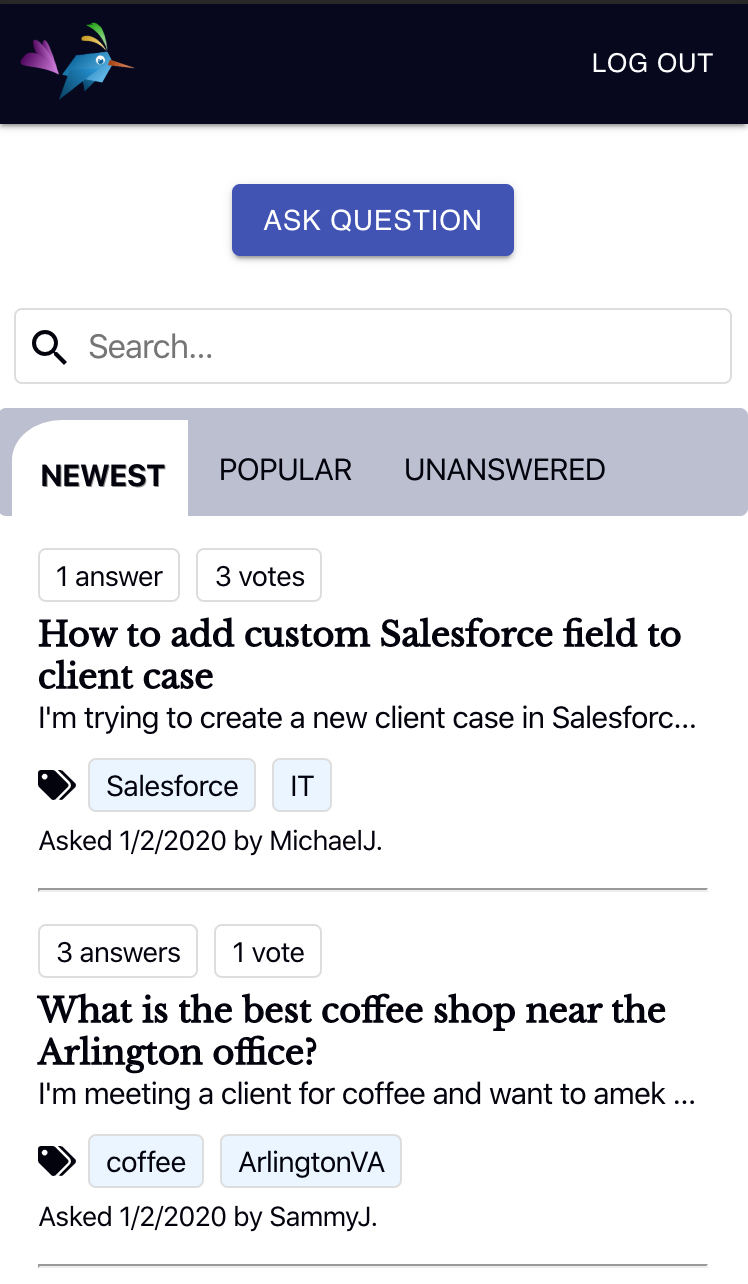 LOG OUT
ASK QUESTION
Search...
NEWEST POPULAR UNANSWERED
1 answer 3 votes
How to add custom Salesforce field to
client case
I'm trying to create a new client case in Salesforc...
Salesforce IT
Asked 1/2/2020 by MichaelJ.
3 answers 1 vote
What is the best coffee shop near the
Arlington office?
I'm meeting a client for coffee and want to amek ...
coffee ArlingtonVA
Asked 1/2/2020 by SammyJ.